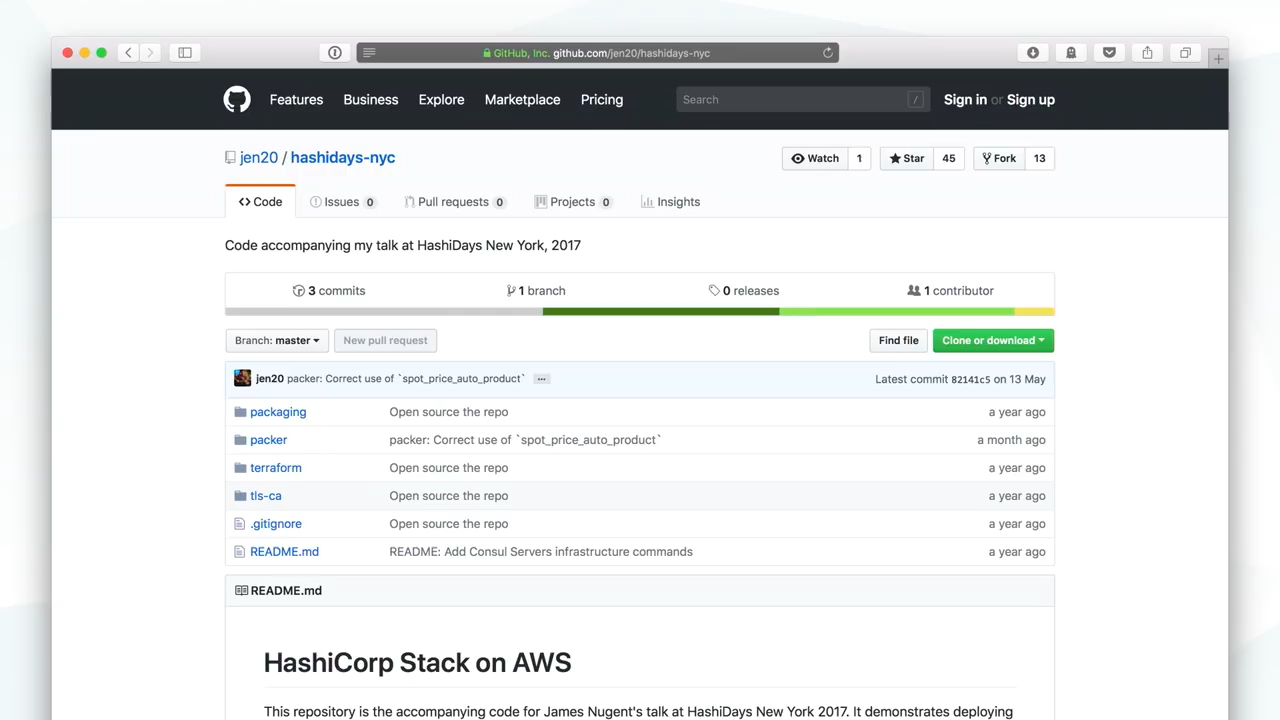 GitHub, Inc. github.com/jen20/hashidays-nyc
Features Business Explore Marketplace Pricing Search / Sign in or Sign up
jen20 / hashidays-nyc Watch 1 Star 45 Fork 13
<> Code Issues 0 Pull requests 0 Projects 0 Insights
Code accompanying my talk at HashiDays New York, 2017
3 commits 1 branch 0 releases 1 contributor
Branch: master New pull request Find file Clone or download
jen20 packer: Correct use of `spot_price_auto_product` ... Latest commit 82141c5 on 13 May
packaging Open source the repo a year ago
packer packer: Correct use of `spot_price_auto_product` a month ago
terraform Open source the repo a year ago
tls-ca Open source the repo a year ago
.gitignore Open source the repo a year ago
README.md README: Add Consul Servers infrastructure commands a year ago
README.md
HashiCorp Stack on AWS
This repository is the accompanying code for James Nugent's talk at HashiDays New York 2017. It demonstrates deploying